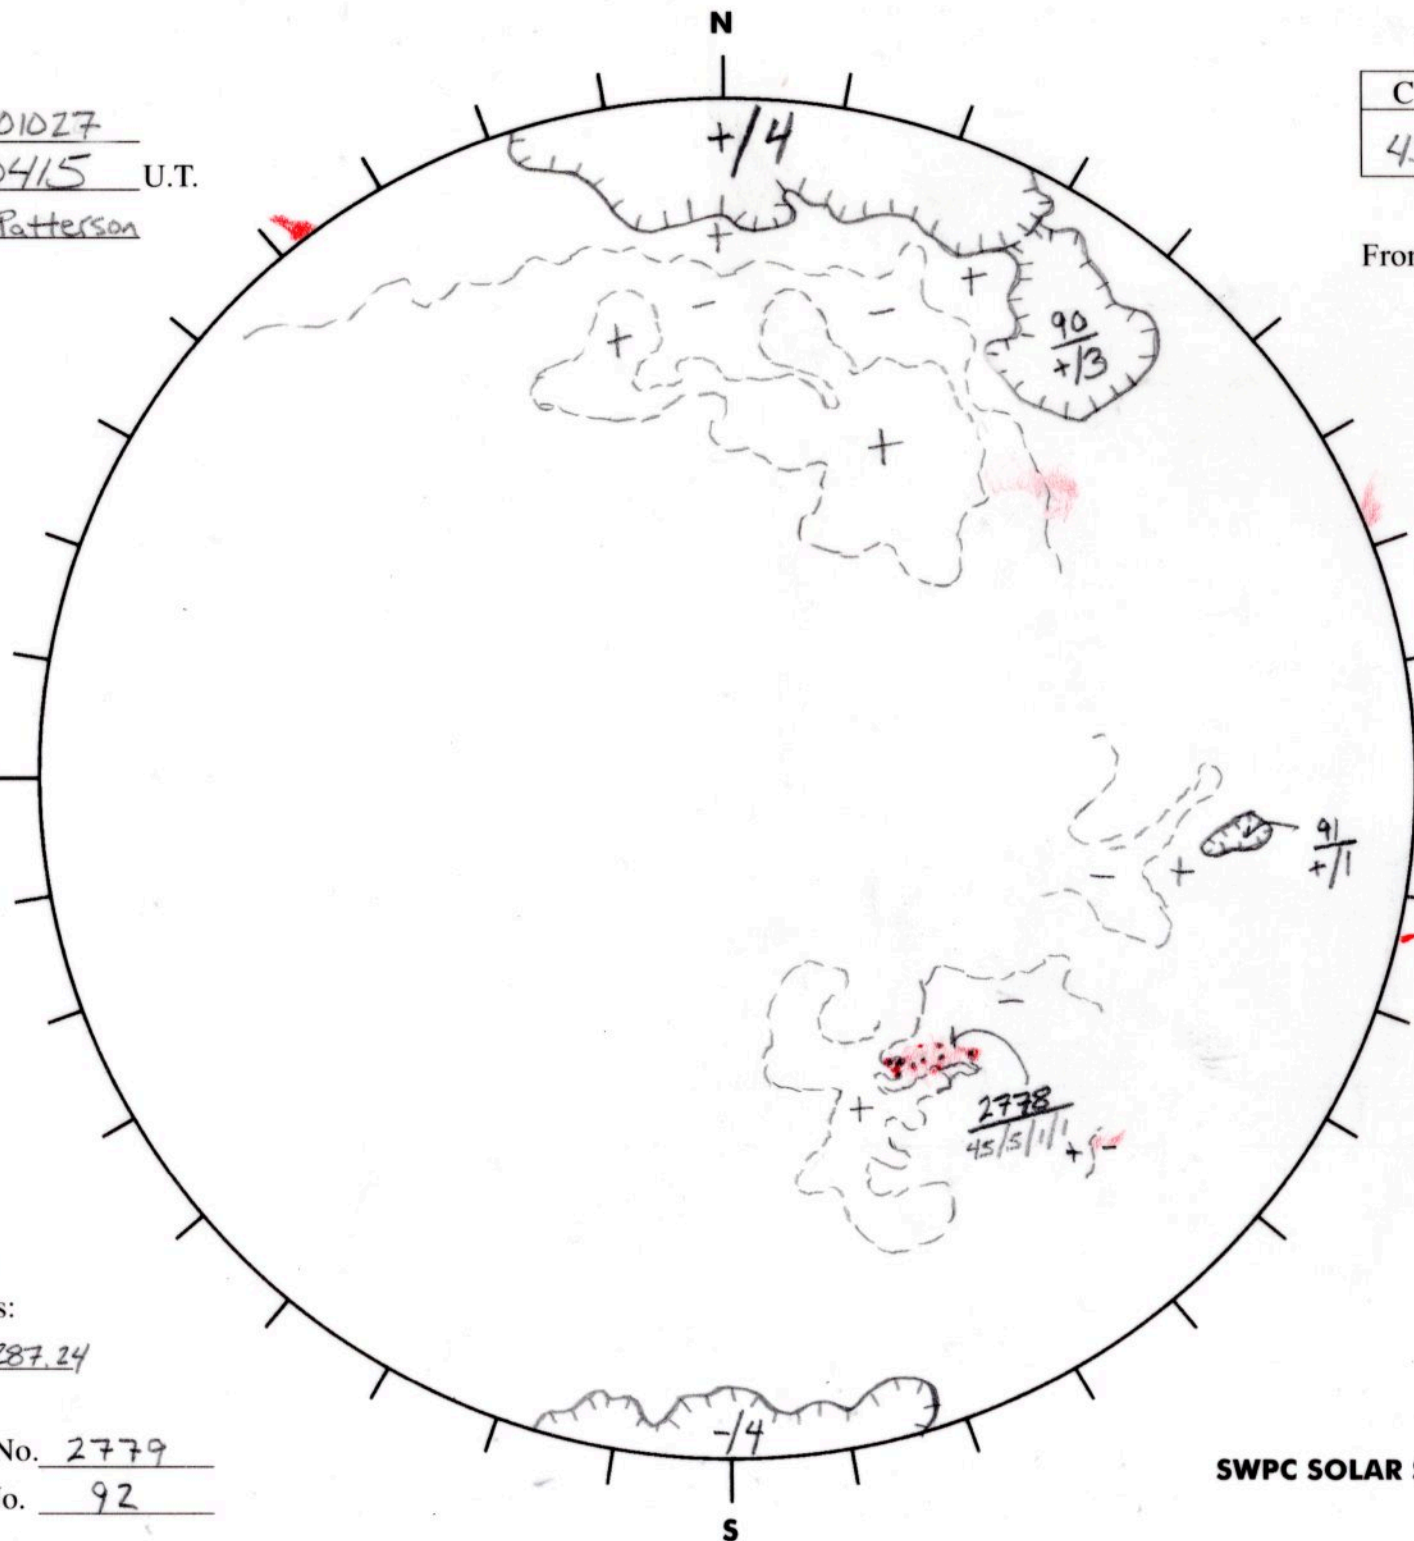 N
01027
0415 U.T.
Patterson
C
4
Fron
+/4
+
-
-
+
+
90
+/3
+
91
+/1
-
+
-
2778
45/5/1/1
+
+ -
s:
287.24
-/4
No. 2779
o. 92
SWPC SOLAR
S